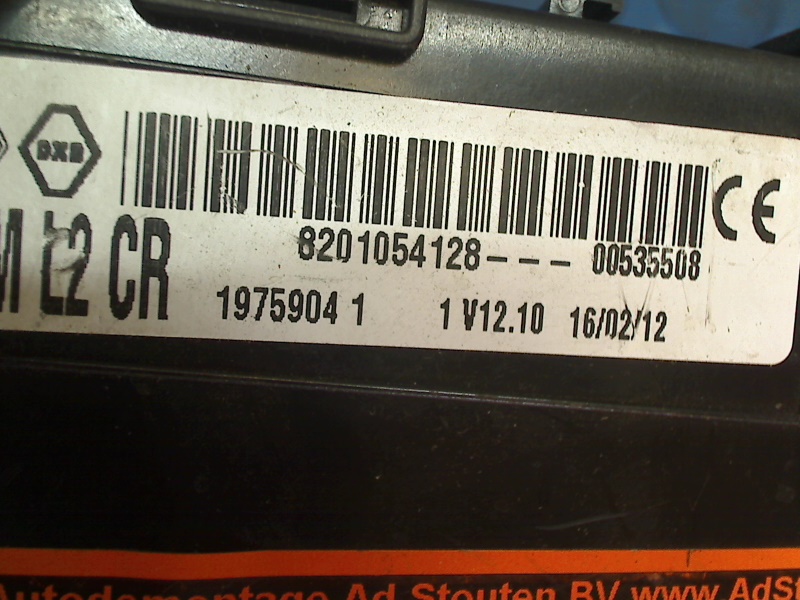 8201054128--- 00535508 CE
L2 CR
1975904 1 1 V12.10 16/02/12
Autodemontage Ad Stouten BV www.AdSt